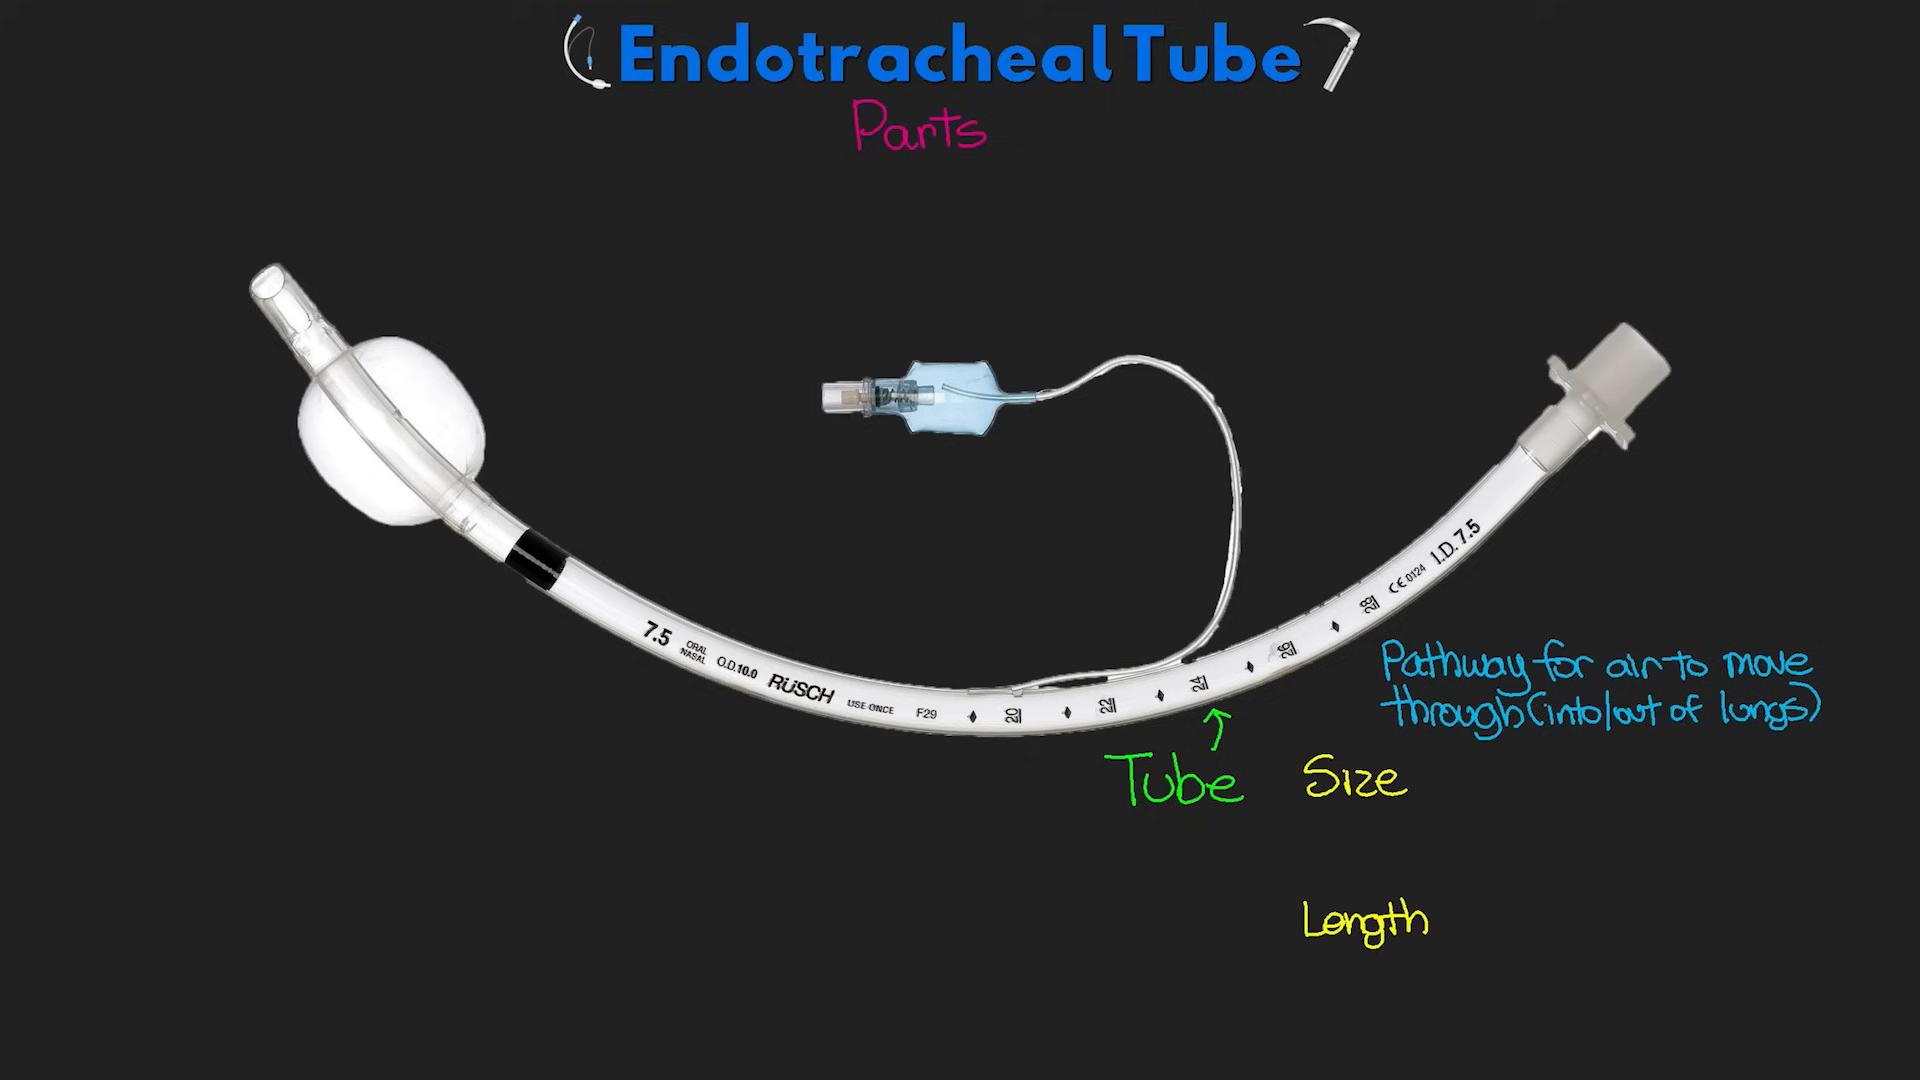 Endotracheal Tube
Parts
7.5
ORAL
NASAL
O.D.10.0
RÜSCH
USE ONCE
F29
20
22
24
26
28
CE 0124
I.D. 7.5
Pathway for air to move
through (into/out of lungs)
Tube
Size
Length